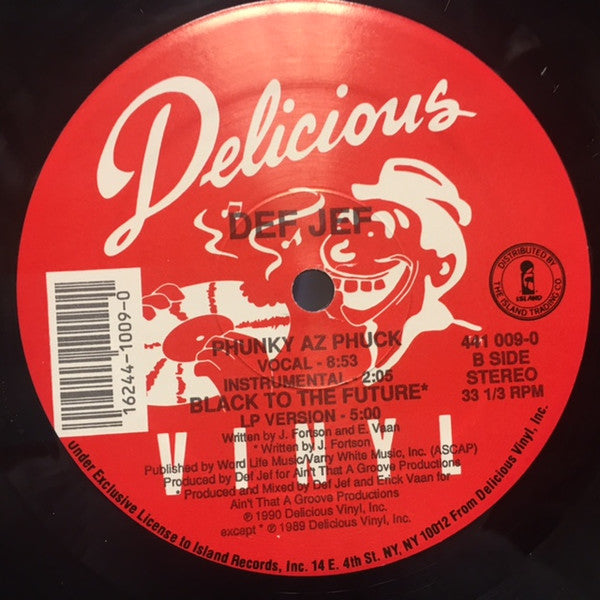 Delicious
DEF JEF
DISTRIBUTED BY
THE ISLAND TRADING CO
ISLAND
16244-1009-0
PHUNKY AZ PHUCK
VOCAL - 8:53
INSTRUMENTAL - 2:05
BLACK TO THE FUTURE*
LP VERSION - 5:00
441 009-0
B SIDE
STEREO
33 1/3 RPM
VINYL
Written by J. Fortson and E. Vaan
* Written by J. Fortson
Published by Word Life Music/Varry White Music, Inc. (ASCAP)
Produced by Def Jef for Ain't That A Groove Productions
* Produced and Mixed by Def Jef and Erick Vaan for
Ain't That A Groove Productions
℗ 1990 Delicious Vinyl, Inc.
except * ℗ 1989 Delicious Vinyl, Inc.
Under Exclusive License to Island Records, Inc. 14 E. 4th St. NY, NY 10012 From Delicious Vinyl, Inc.